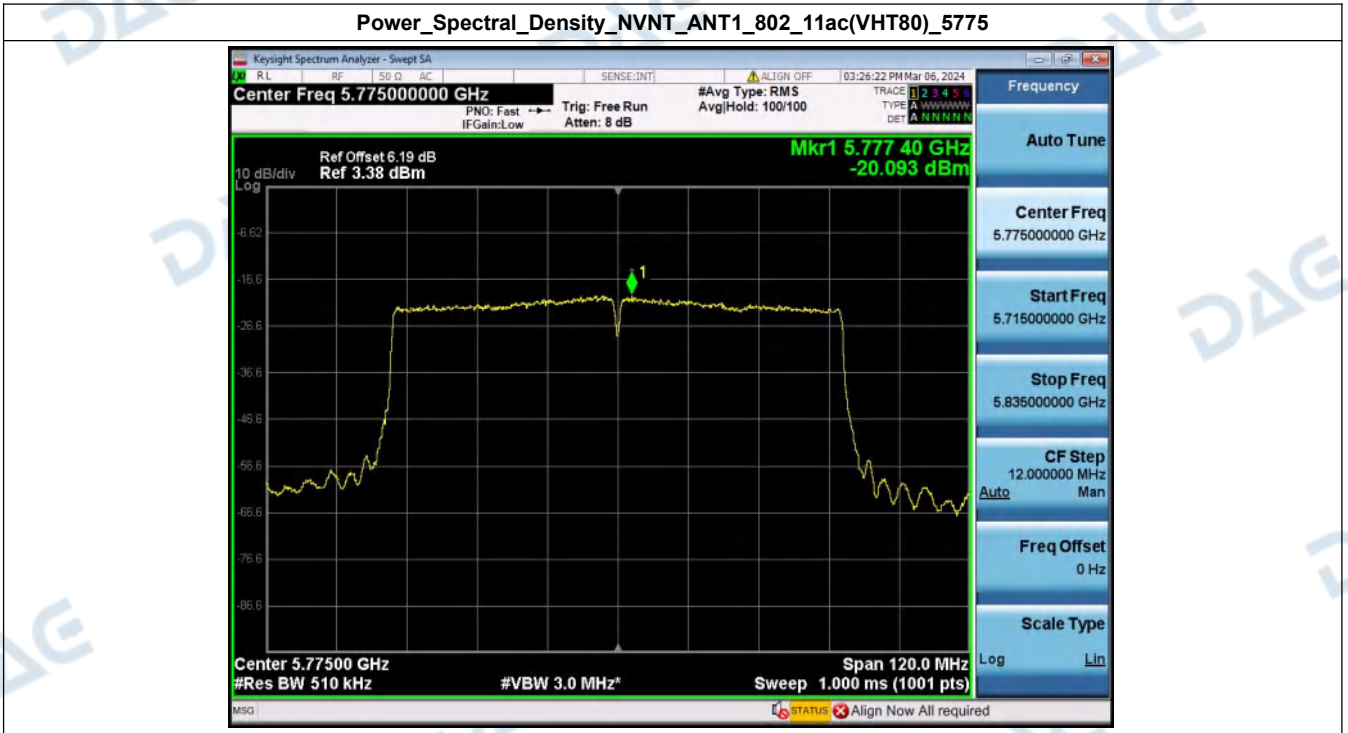 Power_Spectral_Density_NVNT_ANT1_802_11ac(VHT80)_5775
Keysight Spectrum Analyzer - Swept SA
RL RF 50 Ω AC SENSE:INT ALIGN OFF 03:26:22 PM Mar 06, 2024
Center Freq 5.775000000 GHz
PNO: Fast
IFGain:Low
Trig: Free Run
Atten: 8 dB
#Avg Type: RMS
Avg|Hold: 100/100
TRACE 1 2 3 4 5 6
TYPE A WWWWW
DET A N N N N N
Mkr1 5.777 40 GHz
-20.093 dBm
Ref Offset 6.19 dB
10 dB/div Ref 3.38 dBm
Log
-6.62
-16.6
-26.6
-36.6
-46.6
-56.6
-66.6
-76.6
-86.6
1
Center 5.77500 GHz Span 120.0 MHz
#Res BW 510 kHz #VBW 3.0 MHz* Sweep 1.000 ms (1001 pts)
MSG STATUS Align Now All required
Frequency
Auto Tune
Center Freq
5.775000000 GHz
Start Freq
5.715000000 GHz
Stop Freq
5.835000000 GHz
CF Step
12.000000 MHz
Auto Man
Freq Offset
0 Hz
Scale Type
Log Lin
DAG
DAG